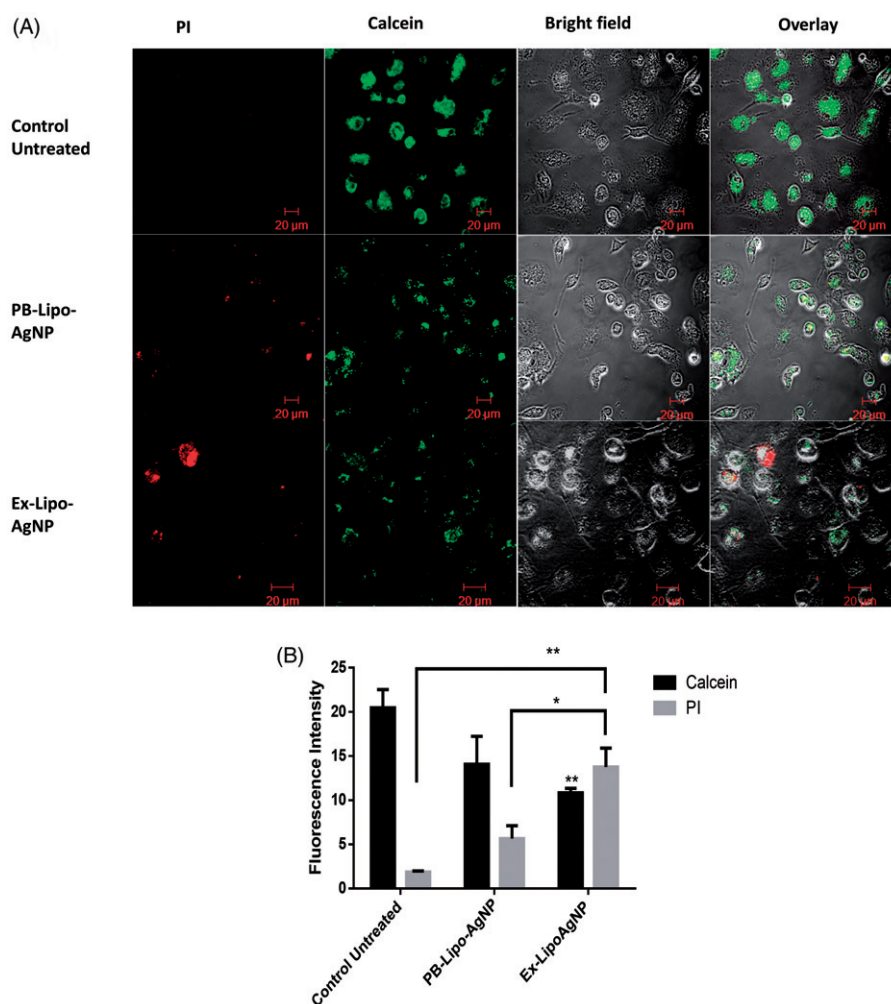 (A)
PI Calcein Bright field Overlay
Control
Untreated
20 µm 20 µm 20 µm 20 µm
PB-Lipo-
AgNP
20 µm 20 µm 20 µm 20 µm
Ex-Lipo-
AgNP
20 µm 20 µm 20 µm 20 µm
(B)
**
*
**
Calcein
PI
Fluorescence Intensity
25
20
15
10
5
0
Control Untreated
PB-Lipo-AgNP
Ex-LipoAgNP